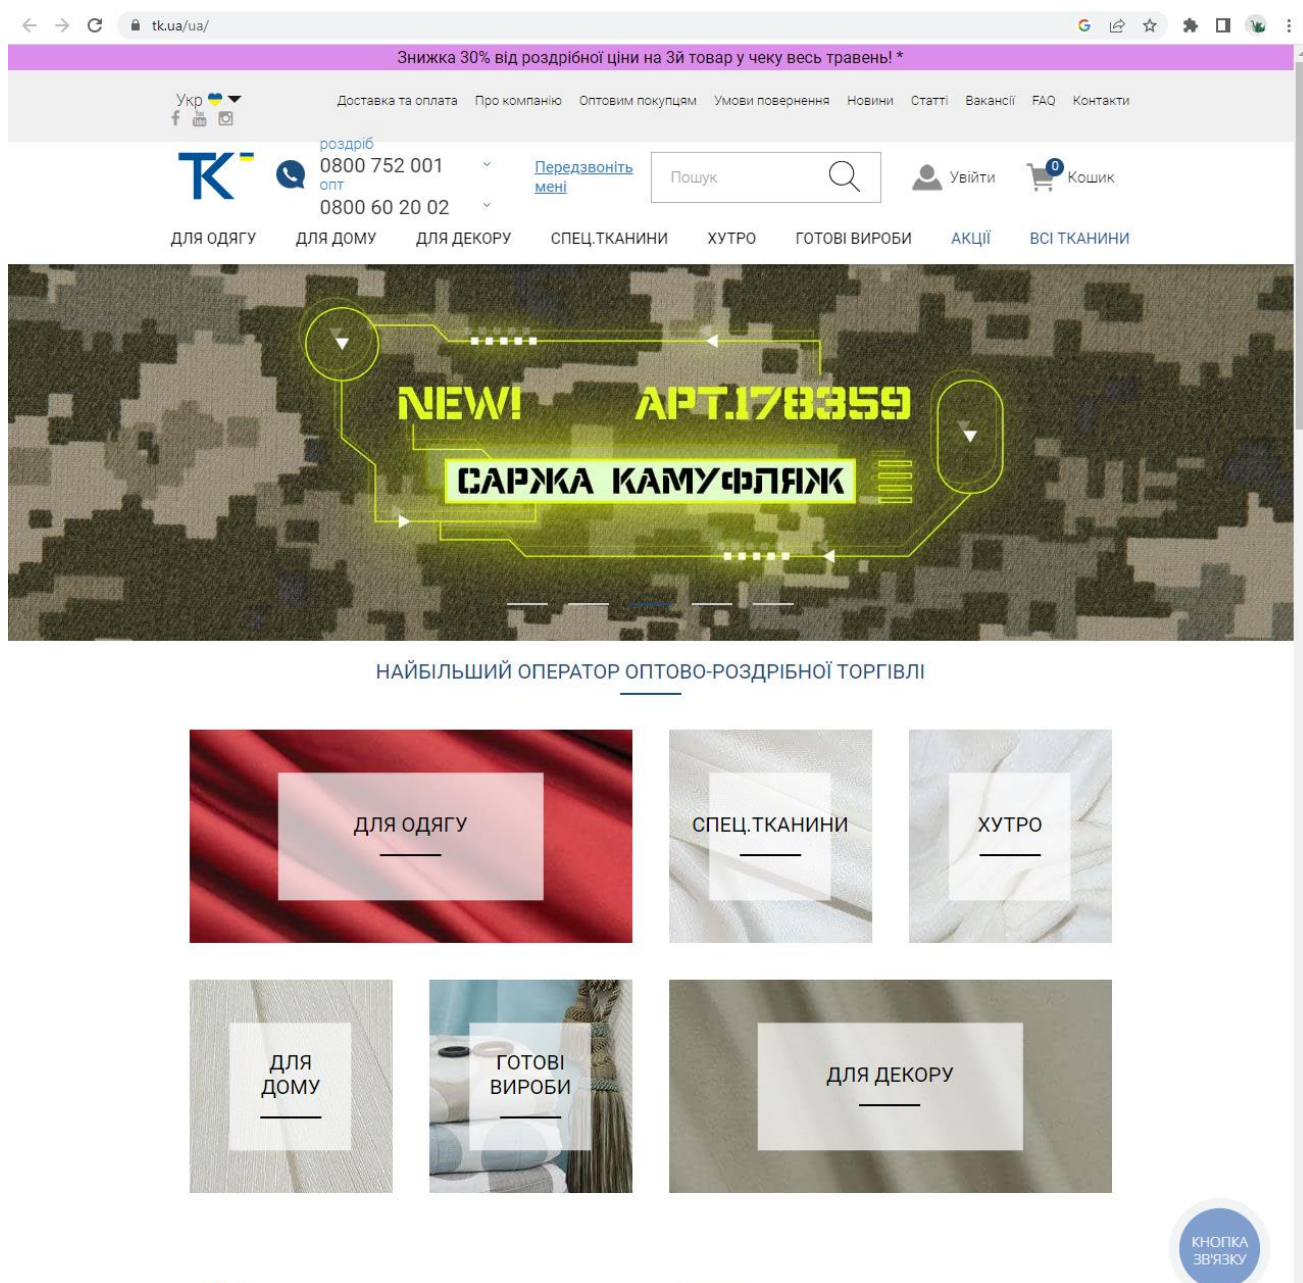 tk.ua/ua/
Знижка 30% від роздрібної ціни на 3й товар у чеку весь травень! *
Укр
Доставка та оплата Про компанію Оптовим покупцям Умови повернення Новини Статті Вакансії FAQ Контакти
роздріб
0800 752 001
опт
0800 60 20 02
Передзвоніть
мені
Пошук
Увійти
0
Кошик
TK
ДЛЯ ОДЯГУ ДЛЯ ДОМУ ДЛЯ ДЕКОРУ СПЕЦ.ТКАНИНИ ХУТРО ГОТОВІ ВИРОБИ АКЦІЇ ВСІ ТКАНИНИ
NEW! АРТ.178359
САРЖА КАМУФЛЯЖ
НАЙБІЛЬШИЙ ОПЕРАТОР ОПТОВО-РОЗДРІБНОЇ ТОРГІВЛІ
ДЛЯ ОДЯГУ
СПЕЦ.ТКАНИНИ
ХУТРО
ДЛЯ
ДОМУ
ГОТОВІ
ВИРОБИ
ДЛЯ ДЕКОРУ
КНОПКА
ЗВ'ЯЗКУ